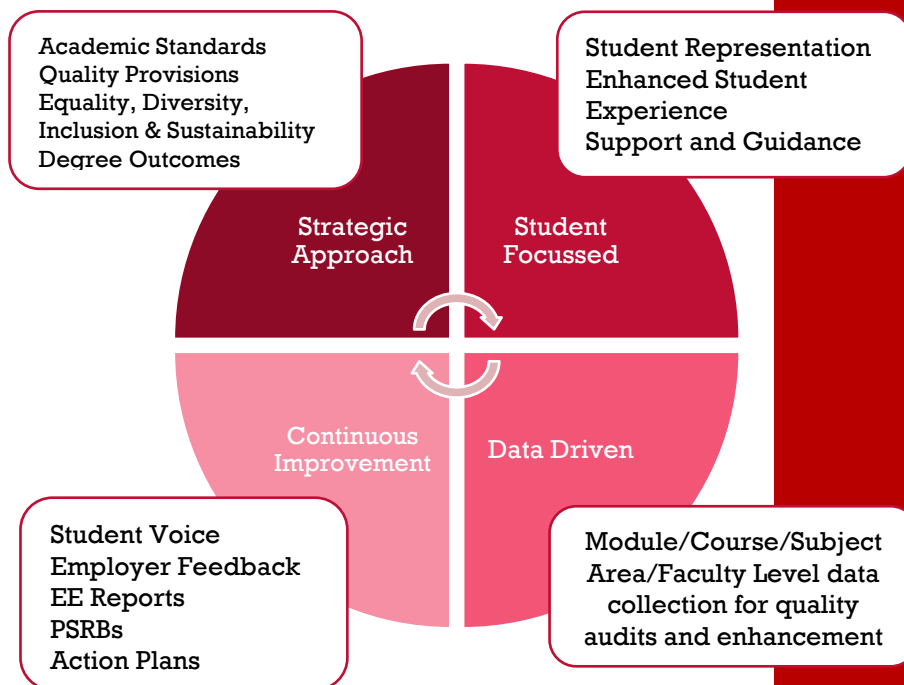 Academic Standards
Quality Provisions
Equality, Diversity,
Inclusion & Sustainability
Degree Outcomes
Student Representation
Enhanced Student
Experience
Support and Guidance
Strategic
Approach
Student
Focussed
Continuous
Improvement
Data Driven
Student Voice
Employer Feedback
EE Reports
PSRBs
Action Plans
Module/Course/Subject
Area/Faculty Level data
collection for quality
audits and enhancement